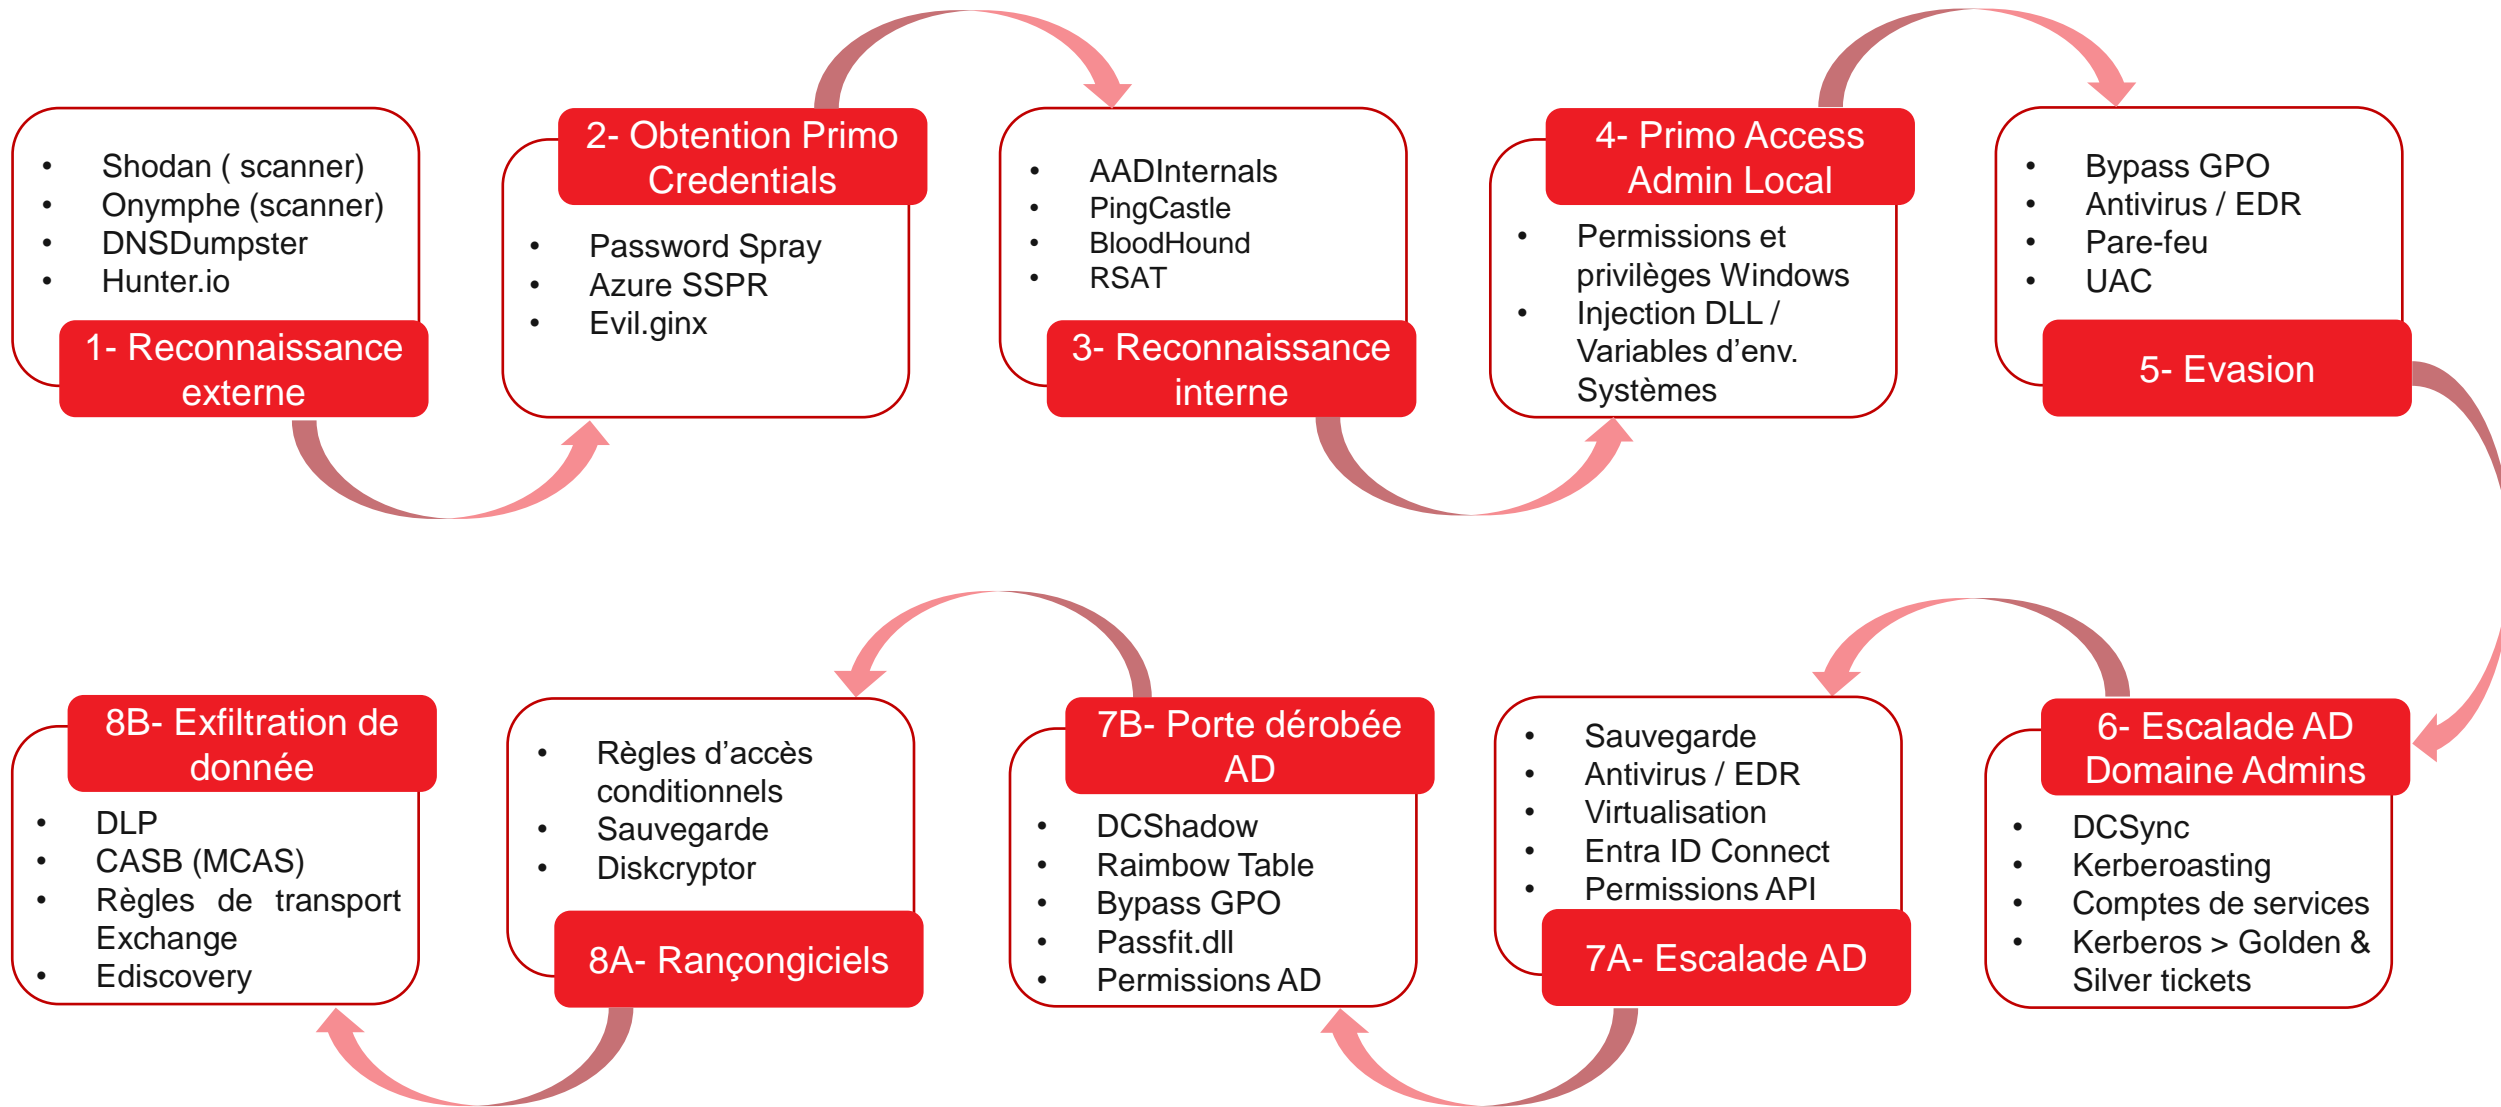 • Shodan ( scanner)
• Onymphe (scanner)
• DNSDumpster
• Hunter.io
1- Reconnaissance
externe
2- Obtention Primo
Credentials
• Password Spray
• Azure SSPR
• Evil.ginx
• AADInternals
• PingCastle
• BloodHound
• RSAT
3- Reconnaissance
interne
4- Primo Access
Admin Local
• Permissions et
privilèges Windows
• Injection DLL /
Variables d’env.
Systèmes
• Bypass GPO
• Antivirus / EDR
• Pare-feu
• UAC
5- Evasion
6- Escalade AD
Domaine Admins
• DCSync
• Kerberoasting
• Comptes de services
• Kerberos > Golden &
Silver tickets
• Sauvegarde
• Antivirus / EDR
• Virtualisation
• Entra ID Connect
• Permissions API
7A- Escalade AD
7B- Porte dérobée
AD
• DCShadow
• Raimbow Table
• Bypass GPO
• Passfit.dll
• Permissions AD
• Règles d’accès
conditionnels
• Sauvegarde
• Diskcryptor
8A- Rançongiciels
8B- Exfiltration de
donnée
• DLP
• CASB (MCAS)
• Règles de transport
Exchange
• Ediscovery